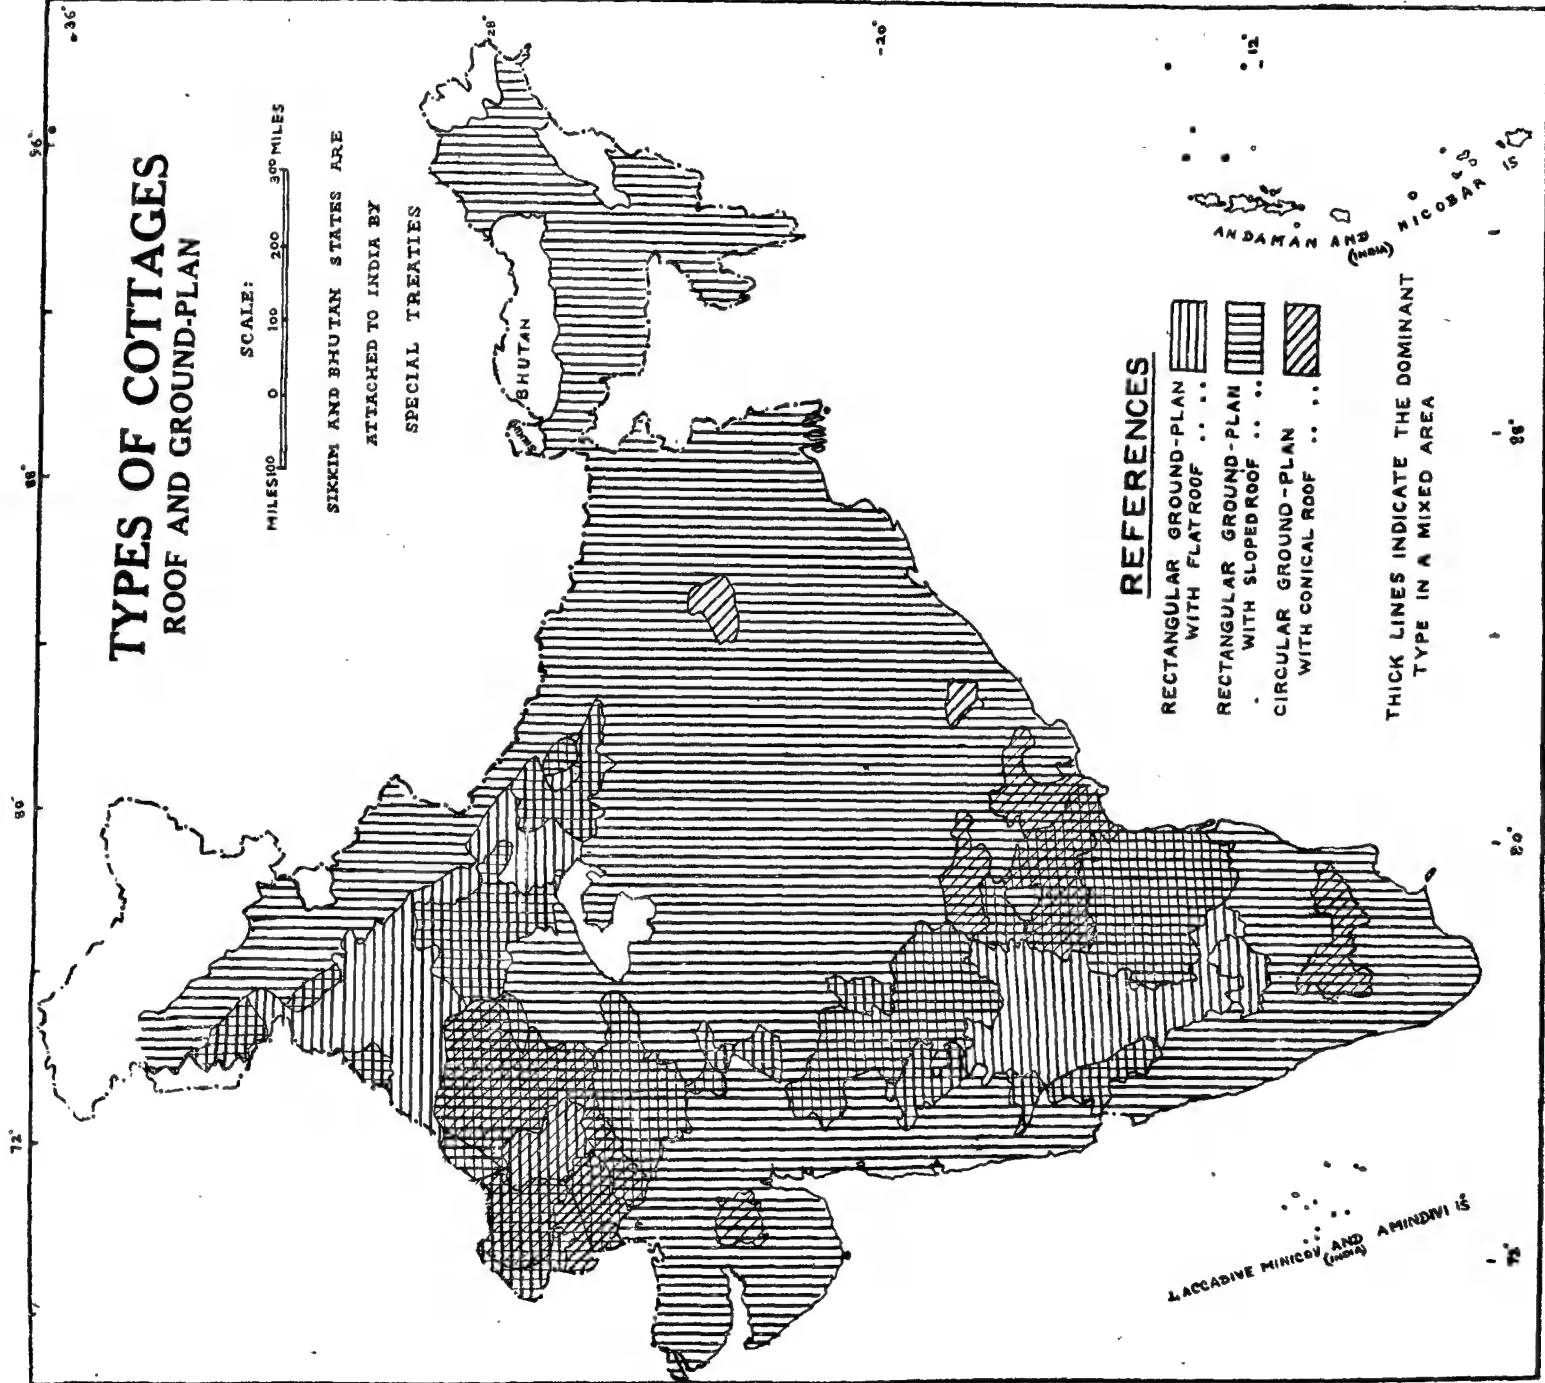 TYPES OF COTTAGES
ROOF AND GROUND-PLAN
SCALE:
MILES 100 0 100 200 300 MILES
SIKKIM AND BHUTAN STATES ARE
ATTACHED TO INDIA BY
SPECIAL TREATIES
36°
96°
88°
80°
72°
28°
20°
12°
88°
80°
BHUTAN
ANDAMAN AND NICOBAR IS
(INDIA)
LACCADIVE MINICOY AND AMINDIVI IS
(INDIA)
REFERENCES
RECTANGULAR GROUND-PLAN
WITH FLAT ROOF .. ..
RECTANGULAR GROUND-PLAN
WITH SLOPED ROOF .. ..
CIRCULAR GROUND-PLAN
WITH CONICAL ROOF .. ..
THICK LINES INDICATE THE DOMINANT
TYPE IN A MIXED AREA